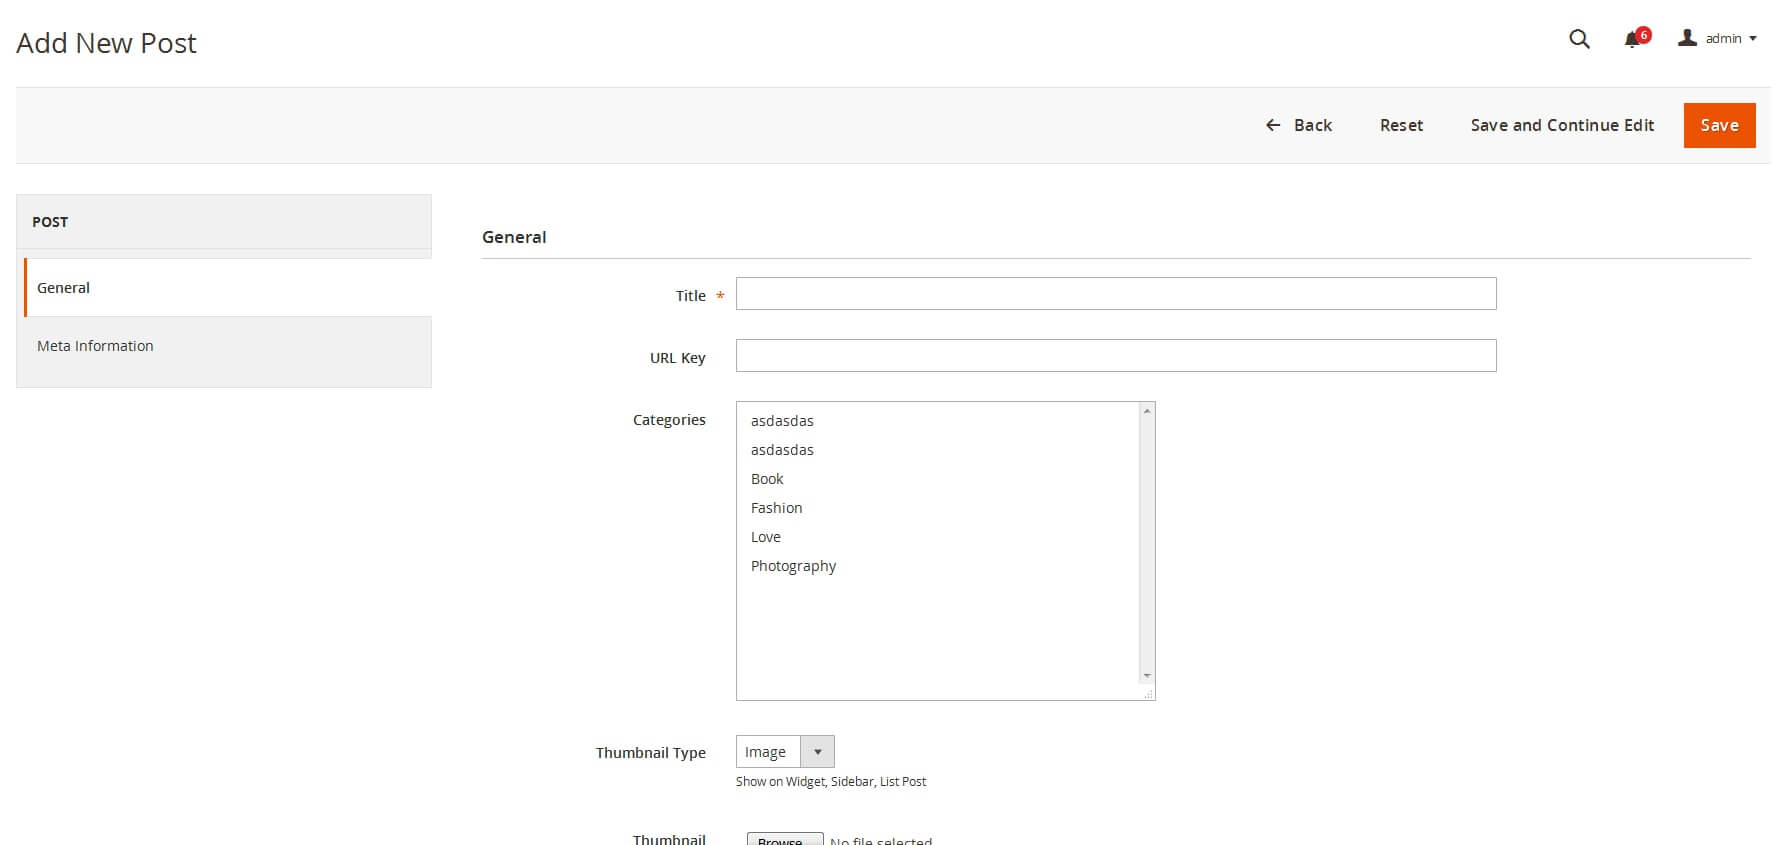 Add New Post
6
admin
Back
Reset
Save and Continue Edit
Save
POST
General
Meta Information
General
Title *
URL Key
Categories
asdasdas
asdasdas
Book
Fashion
Love
Photography
Thumbnail Type
Image
Show on Widget, Sidebar, List Post
Thumbnail
Browse...
No file selected.